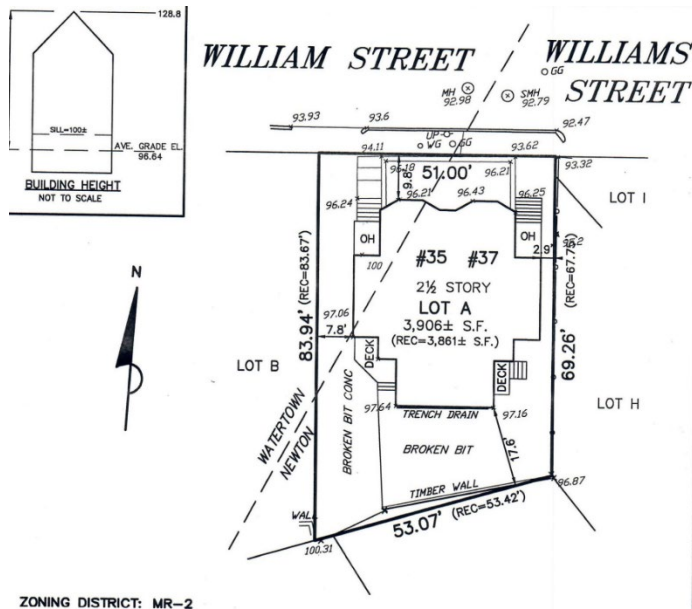 128.8
SILL=100±
AVE. GRADE EL.
96.64
BUILDING HEIGHT
NOT TO SCALE
WILLIAM STREET
WILLIAMS
STREET
GG
MH
92.98
SMH
92.79
93.93
93.6
92.47
UP
WG
GG
94.11
93.62
93.32
96.18
51.00'
96.21
9.8'
96.21
96.43
96.25
96.24
LOT I
OH
OH
#35 #37
2.9'
100
2½ STORY
LOT A
3,906± S.F.
(REC=3,861± S.F.)
83.94' (REC=83.67')
(REC=67.75')
69.26'
N
97.06
7.8'
DECK
DECK
LOT B
LOT H
WATERTOWN
NEWTON
BROKEN BIT CONC
97.64
TRENCH DRAIN
97.16
BROKEN BIT
17.6'
TIMBER WALL
96.87
53.07' (REC=53.42')
WAL
100.31
ZONING DISTRICT: MR-2